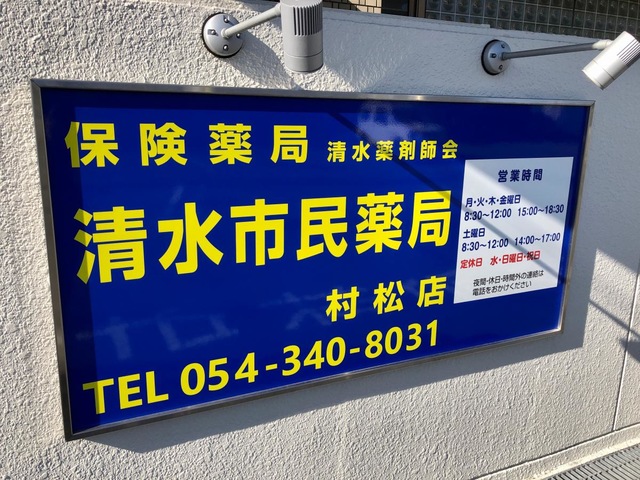 保険薬局 清水薬剤師会
清水市民薬局
村松店
TEL 054-340-8031
営業時間
月・火・木・金曜日
8:30～12:00 15:00～18:30
土曜日
8:30～12:00 14:00～17:00
定休日 水・日曜日・祝日
夜間・休日・時間外の連絡は
電話をおかけください